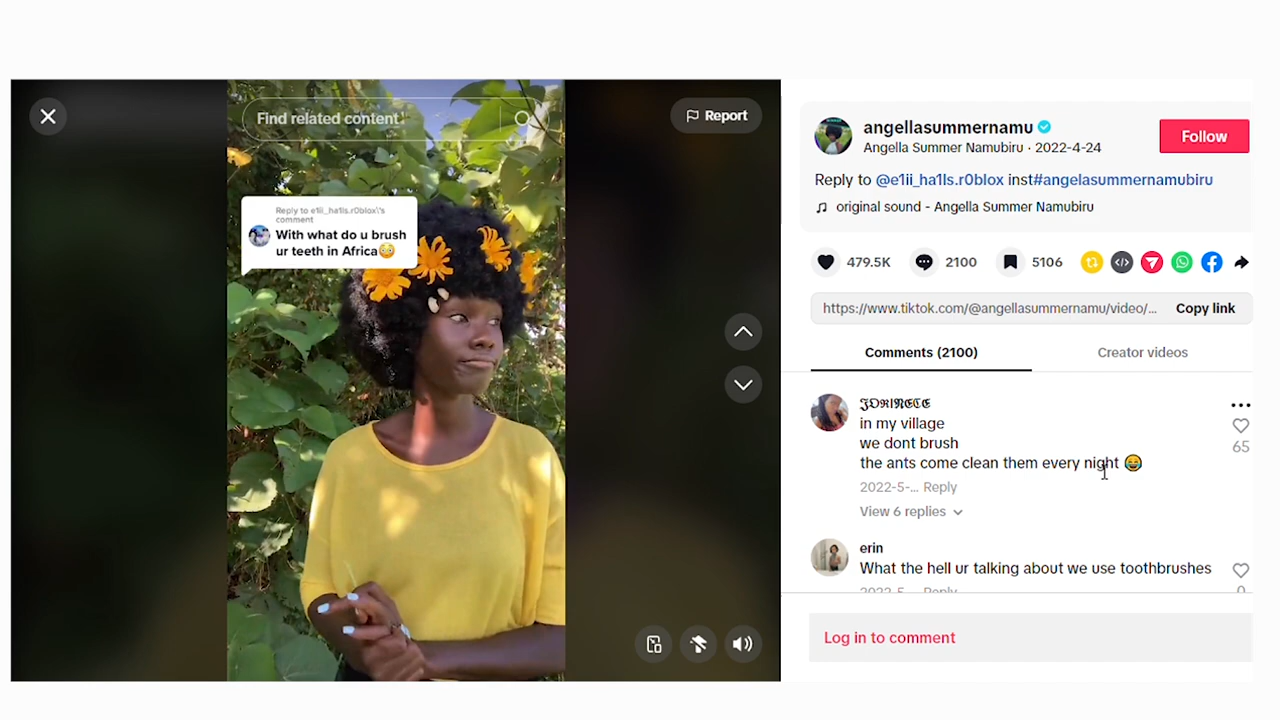 Find related content
Report
Reply to e1ii_ha1ls.r0blox\'s
comment
With what do u brush
ur teeth in Africa😳
angellasummernamu
Angella Summer Namubiru · 2022-4-24
Follow
Reply to @e1ii_ha1ls.r0blox inst#angelasummernamubiru
original sound - Angella Summer Namubiru
479.5K
2100
5106
https://www.tiktok.com/@angellasummernamu/video/...
Copy link
Comments (2100)
Creator videos
in my village
we dont brush
the ants come clean them every night 😂
65
2022-5-... Reply
View 6 replies
erin
What the hell ur talking about we use toothbrushes
2022-5-... Reply
Log in to comment